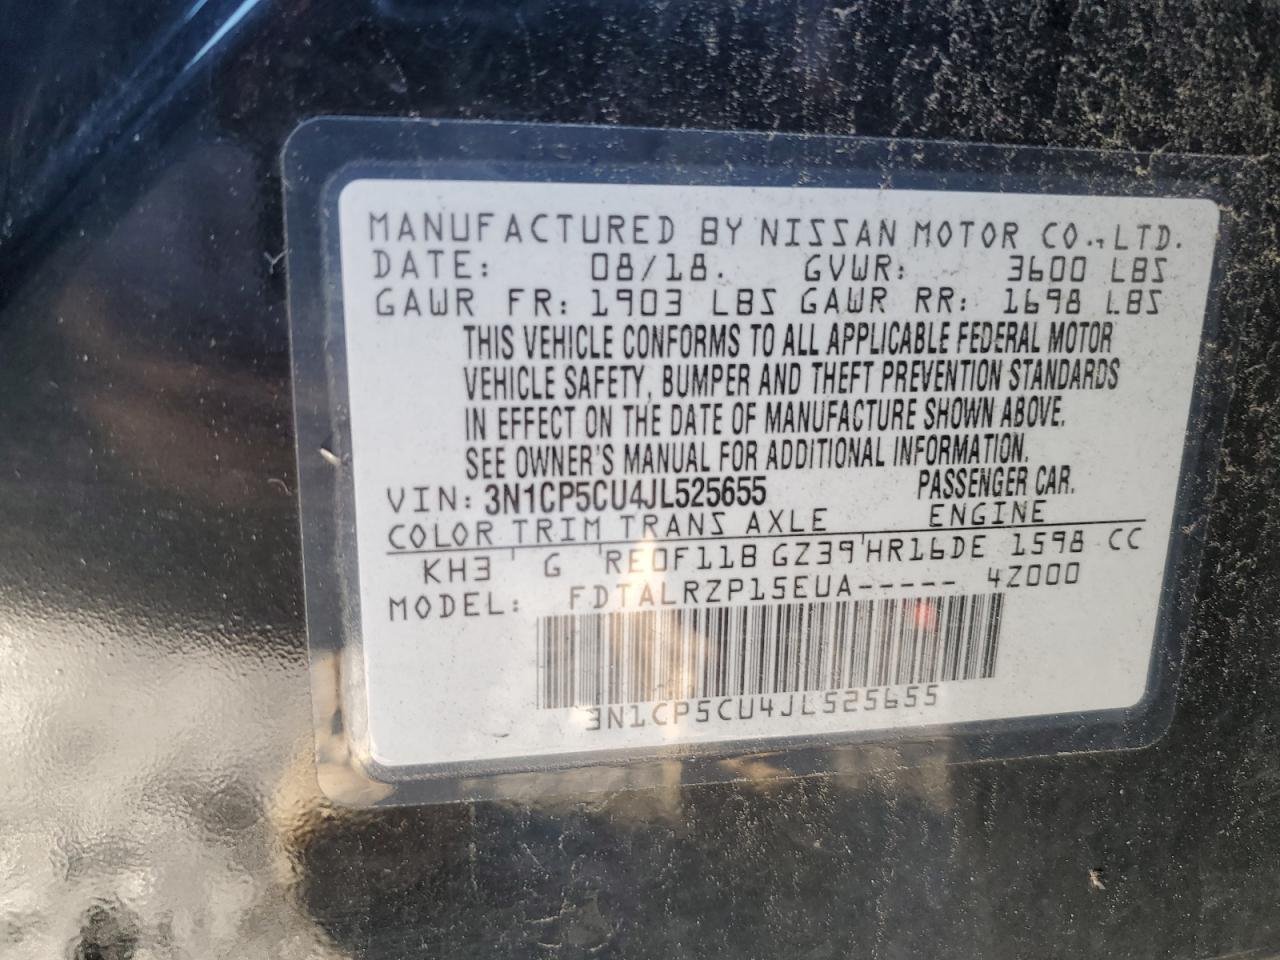 MANUFACTURED BY NISSAN MOTOR CO., LTD.
DATE: 08/18. GVWR: 3600 LBS
GAWR FR: 1903 LBS GAWR RR: 1698 LBS
THIS VEHICLE CONFORMS TO ALL APPLICABLE FEDERAL MOTOR
VEHICLE SAFETY, BUMPER AND THEFT PREVENTION STANDARDS
IN EFFECT ON THE DATE OF MANUFACTURE SHOWN ABOVE.
SEE OWNER'S MANUAL FOR ADDITIONAL INFORMATION.
VIN: 3N1CP5CU4JL525655 PASSENGER CAR.
COLOR TRIM TRANS AXLE ENGINE
KH3 G RE0F11B GZ39 HR16DE 1598 CC
MODEL: FDTALRZP15EUA----- 4Z000
3N1CP5CU4JL525655